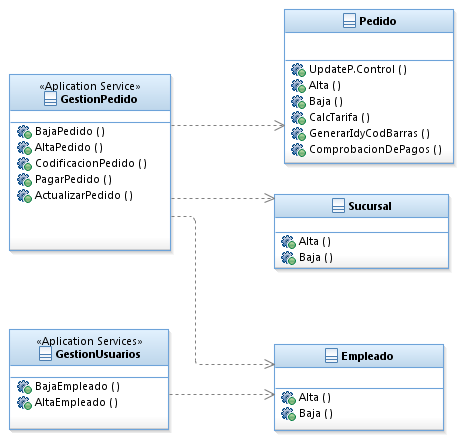 Pedido
UpdateP.Control ()
Alta ()
Baja ()
CalcTarifa ()
GenerarIdyCodBarras ()
ComprobacionDePagos ()
«Aplication Service»
GestionPedido
BajaPedido ()
AltaPedido ()
CodificacionPedido ()
PagarPedido ()
ActualizarPedido ()
Sucursal
Alta ()
Baja ()
«Aplication Services»
GestionUsuarios
BajaEmpleado ()
AltaEmpleado ()
Empleado
Alta ()
Baja ()